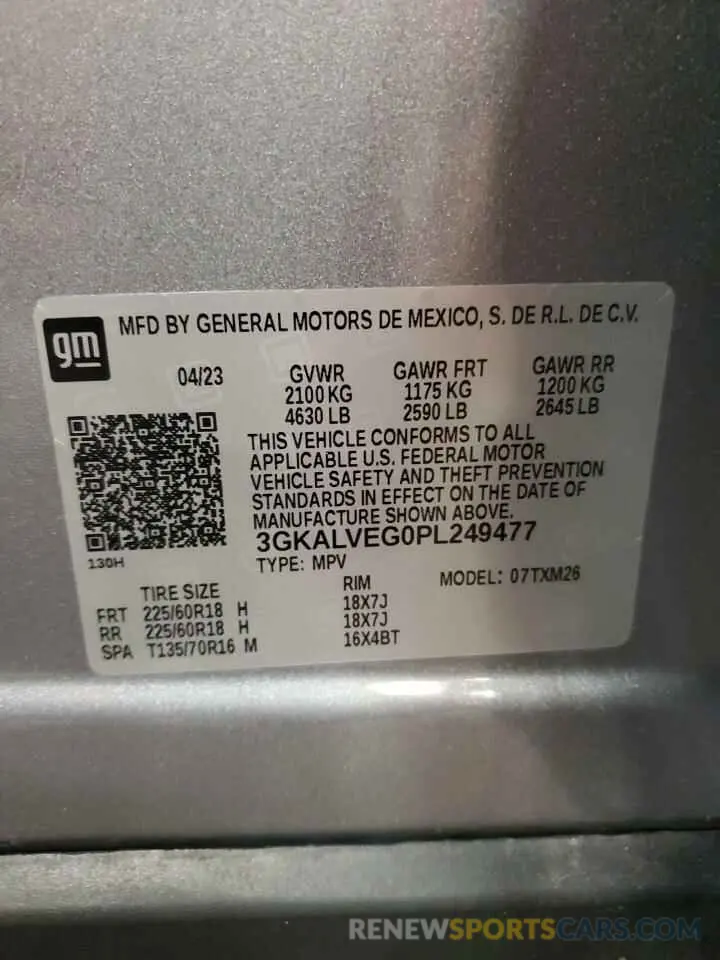 gm
MFD BY GENERAL MOTORS DE MEXICO, S. DE R.L. DE C.V.
04/23 GVWR GAWR FRT GAWR RR
2100 KG 1175 KG 1200 KG
4630 LB 2590 LB 2645 LB
THIS VEHICLE CONFORMS TO ALL
APPLICABLE U.S. FEDERAL MOTOR
VEHICLE SAFETY AND THEFT PREVENTION
STANDARDS IN EFFECT ON THE DATE OF
MANUFACTURE SHOWN ABOVE.
3GKALVEG0PL249477
130H
TYPE: MPV MODEL: 07TXM26
TIRE SIZE RIM
FRT 225/60R18 H 18X7J
RR 225/60R18 H 18X7J
SPA T135/70R16 M 16X4BT
RENEWSPORTSCARS.COM